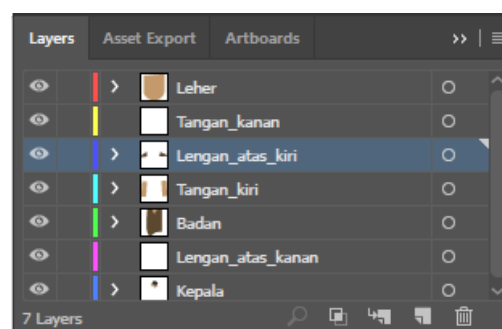 Layers Asset Export Artboards
Leher
Tangan_kanan
Lengan_atas_kiri
Tangan_kiri
Badan
Lengan_atas_kanan
Kepala
7 Layers